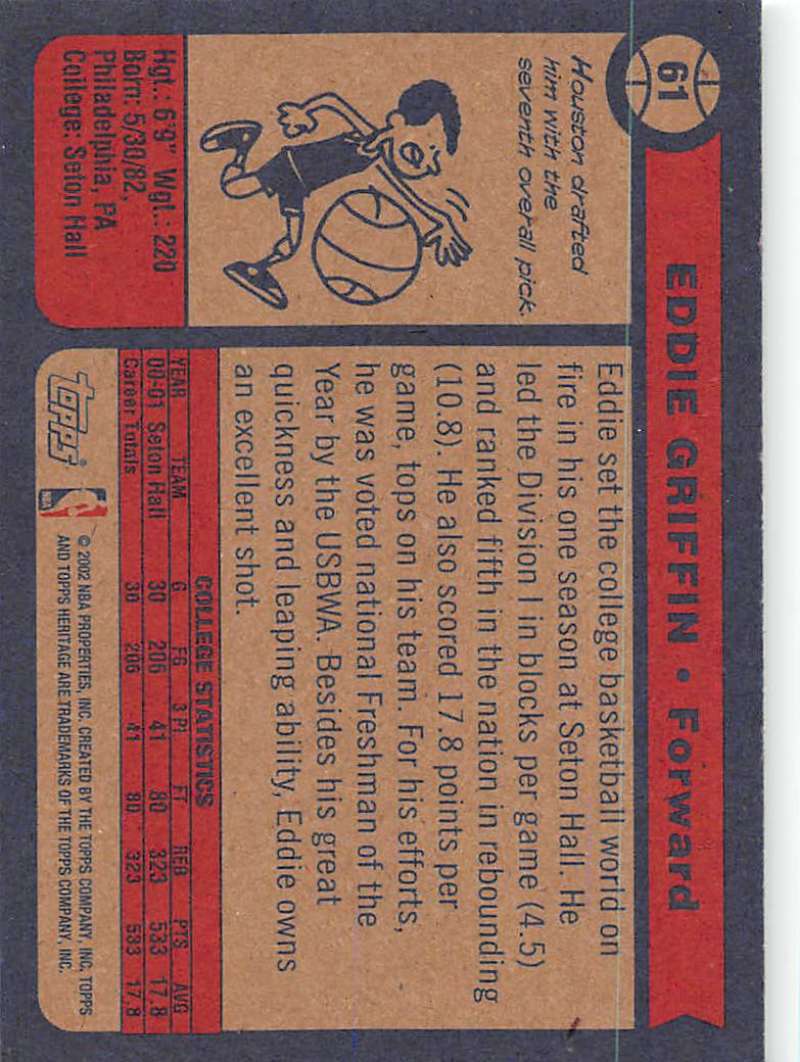 61
EDDIE GRIFFIN • Forward
Houston drafted
him with the
seventh overall pick.
Hgt.: 6'9" Wgt.: 220
Born: 5/30/82,
Philadelphia, PA
College: Seton Hall
Eddie set the college basketball world on
fire in his one season at Seton Hall. He
led the Division I in blocks per game (4.5)
and ranked fifth in the nation in rebounding
(10.8). He also scored 17.8 points per
game, tops on his team. For his efforts,
he was voted national Freshman of the
Year by the USBWA. Besides his great
quickness and leaping ability, Eddie owns
an excellent shot.
COLLEGE STATISTICS
YEAR TEAM G FG 3 Pt FT REB PTS AVG
00-01 Seton Hall 30 206 41 80 323 533 17.8
Career Totals 30 206 41 80 323 533 17.8
TOPPS® NBA
© 2002 NBA PROPERTIES, INC. CREATED BY THE TOPPS COMPANY, INC. TOPPS
AND TOPPS HERITAGE ARE TRADEMARKS OF THE TOPPS COMPANY, INC.